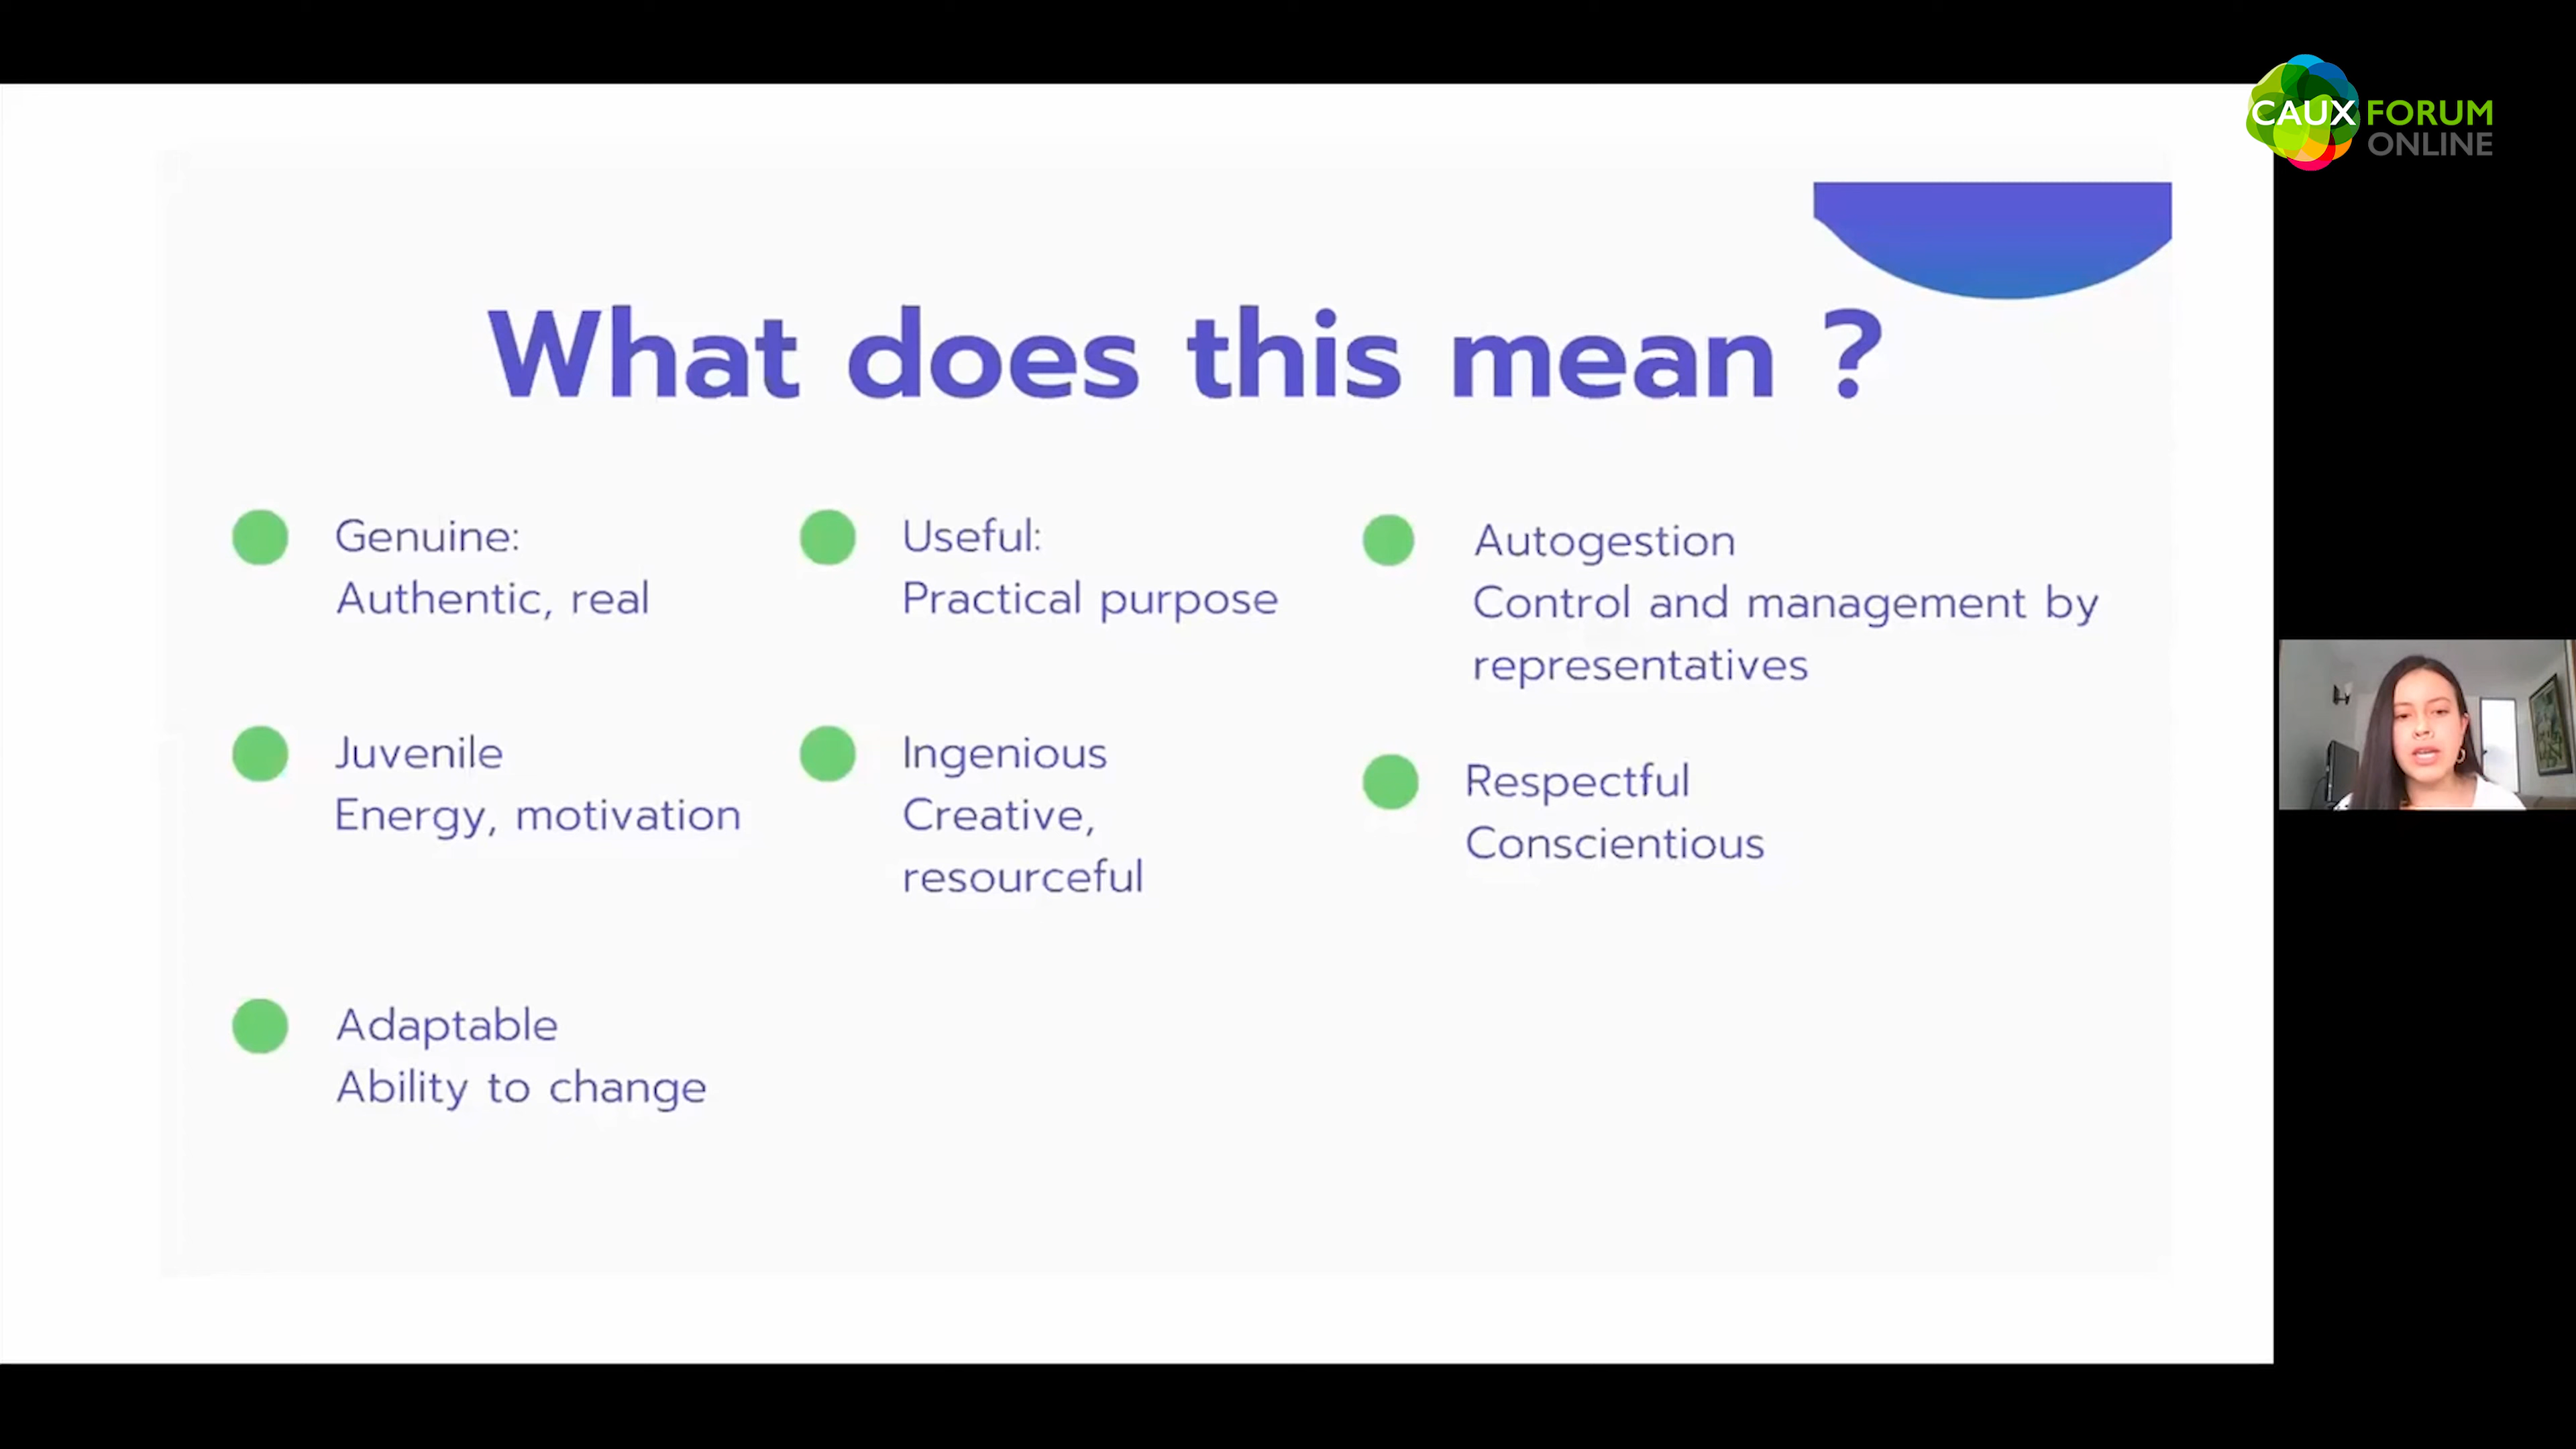 CAUX FORUM
ONLINE
What does this mean ?
Genuine:
Authentic, real
Juvenile
Energy, motivation
Adaptable
Ability to change
Useful:
Practical purpose
Ingenious
Creative,
resourceful
Autogestion
Control and management by
representatives
Respectful
Conscientious